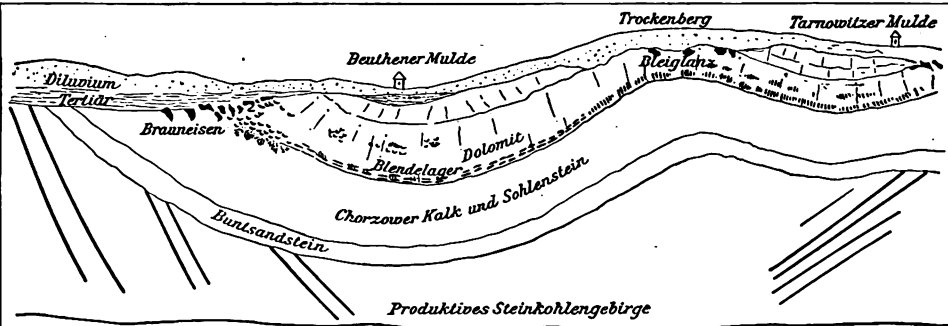 Trockenberg
Tarnowitzer Mulde
Beuthener Mulde
Bleiglanz
Diluvium
Tertiär
Brauneisen
Dolomit
Blendelager
Chorzower Kalk und Sohlenstein
Buntsandstein
Produktives Steinkohlengebirge